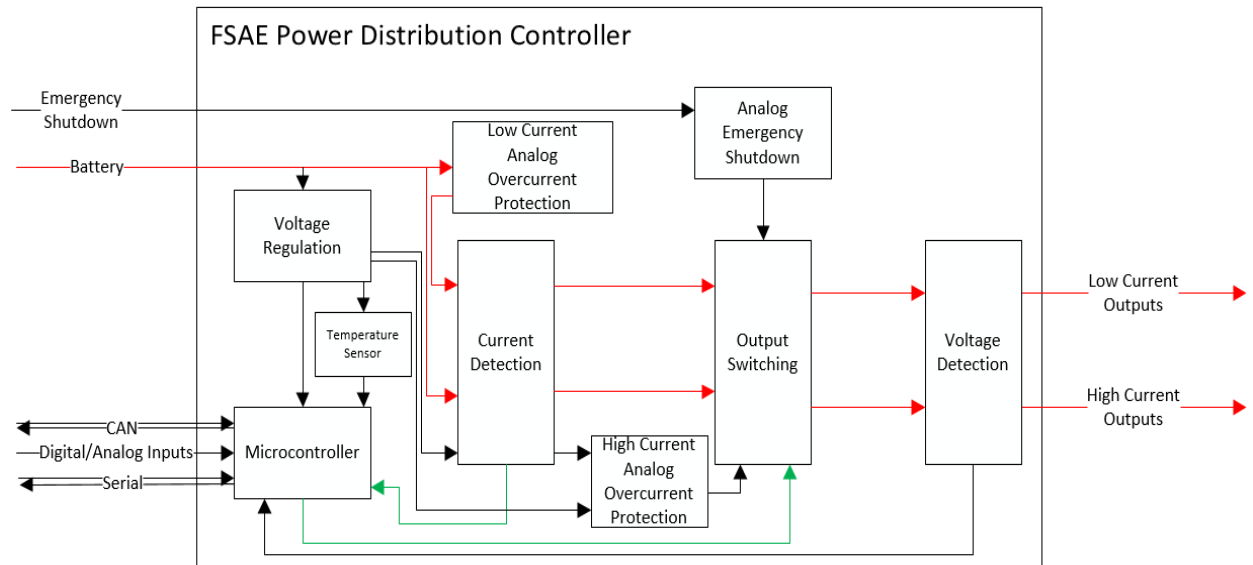 FSAE Power Distribution Controller
Emergency
Shutdown
Analog
Emergency
Shutdown
Low Current
Analog
Overcurrent
Protection
Battery
Voltage
Regulation
Low Current
Outputs
Temperature
Sensor
Current
Detection
Output
Switching
Voltage
Detection
High Current
Outputs
CAN
Digital/Analog Inputs
Serial
Microcontroller
High Current
Analog
Overcurrent
Protection